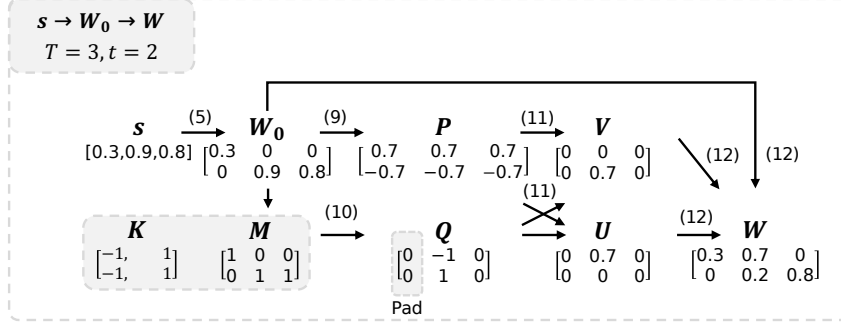 s → W₀ → W
T = 3, t = 2
(5) (9) (11)
s W₀ P V
[0.3,0.9,0.8] [0.3 0 0 [0.7 0.7 0.7 [0 0 0
0 0.9 0.8] −0.7 −0.7 −0.7] 0 0.7 0]
(12) (12)
(11)
(10) (12)
K M Q U W
[−1, 1 [1 0 0 [0 −1 0 [0 0.7 0 [0.3 0.7 0
−1, 1] 0 1 1] 0 1 0] 0 0 0] 0 0.2 0.8]
Pad